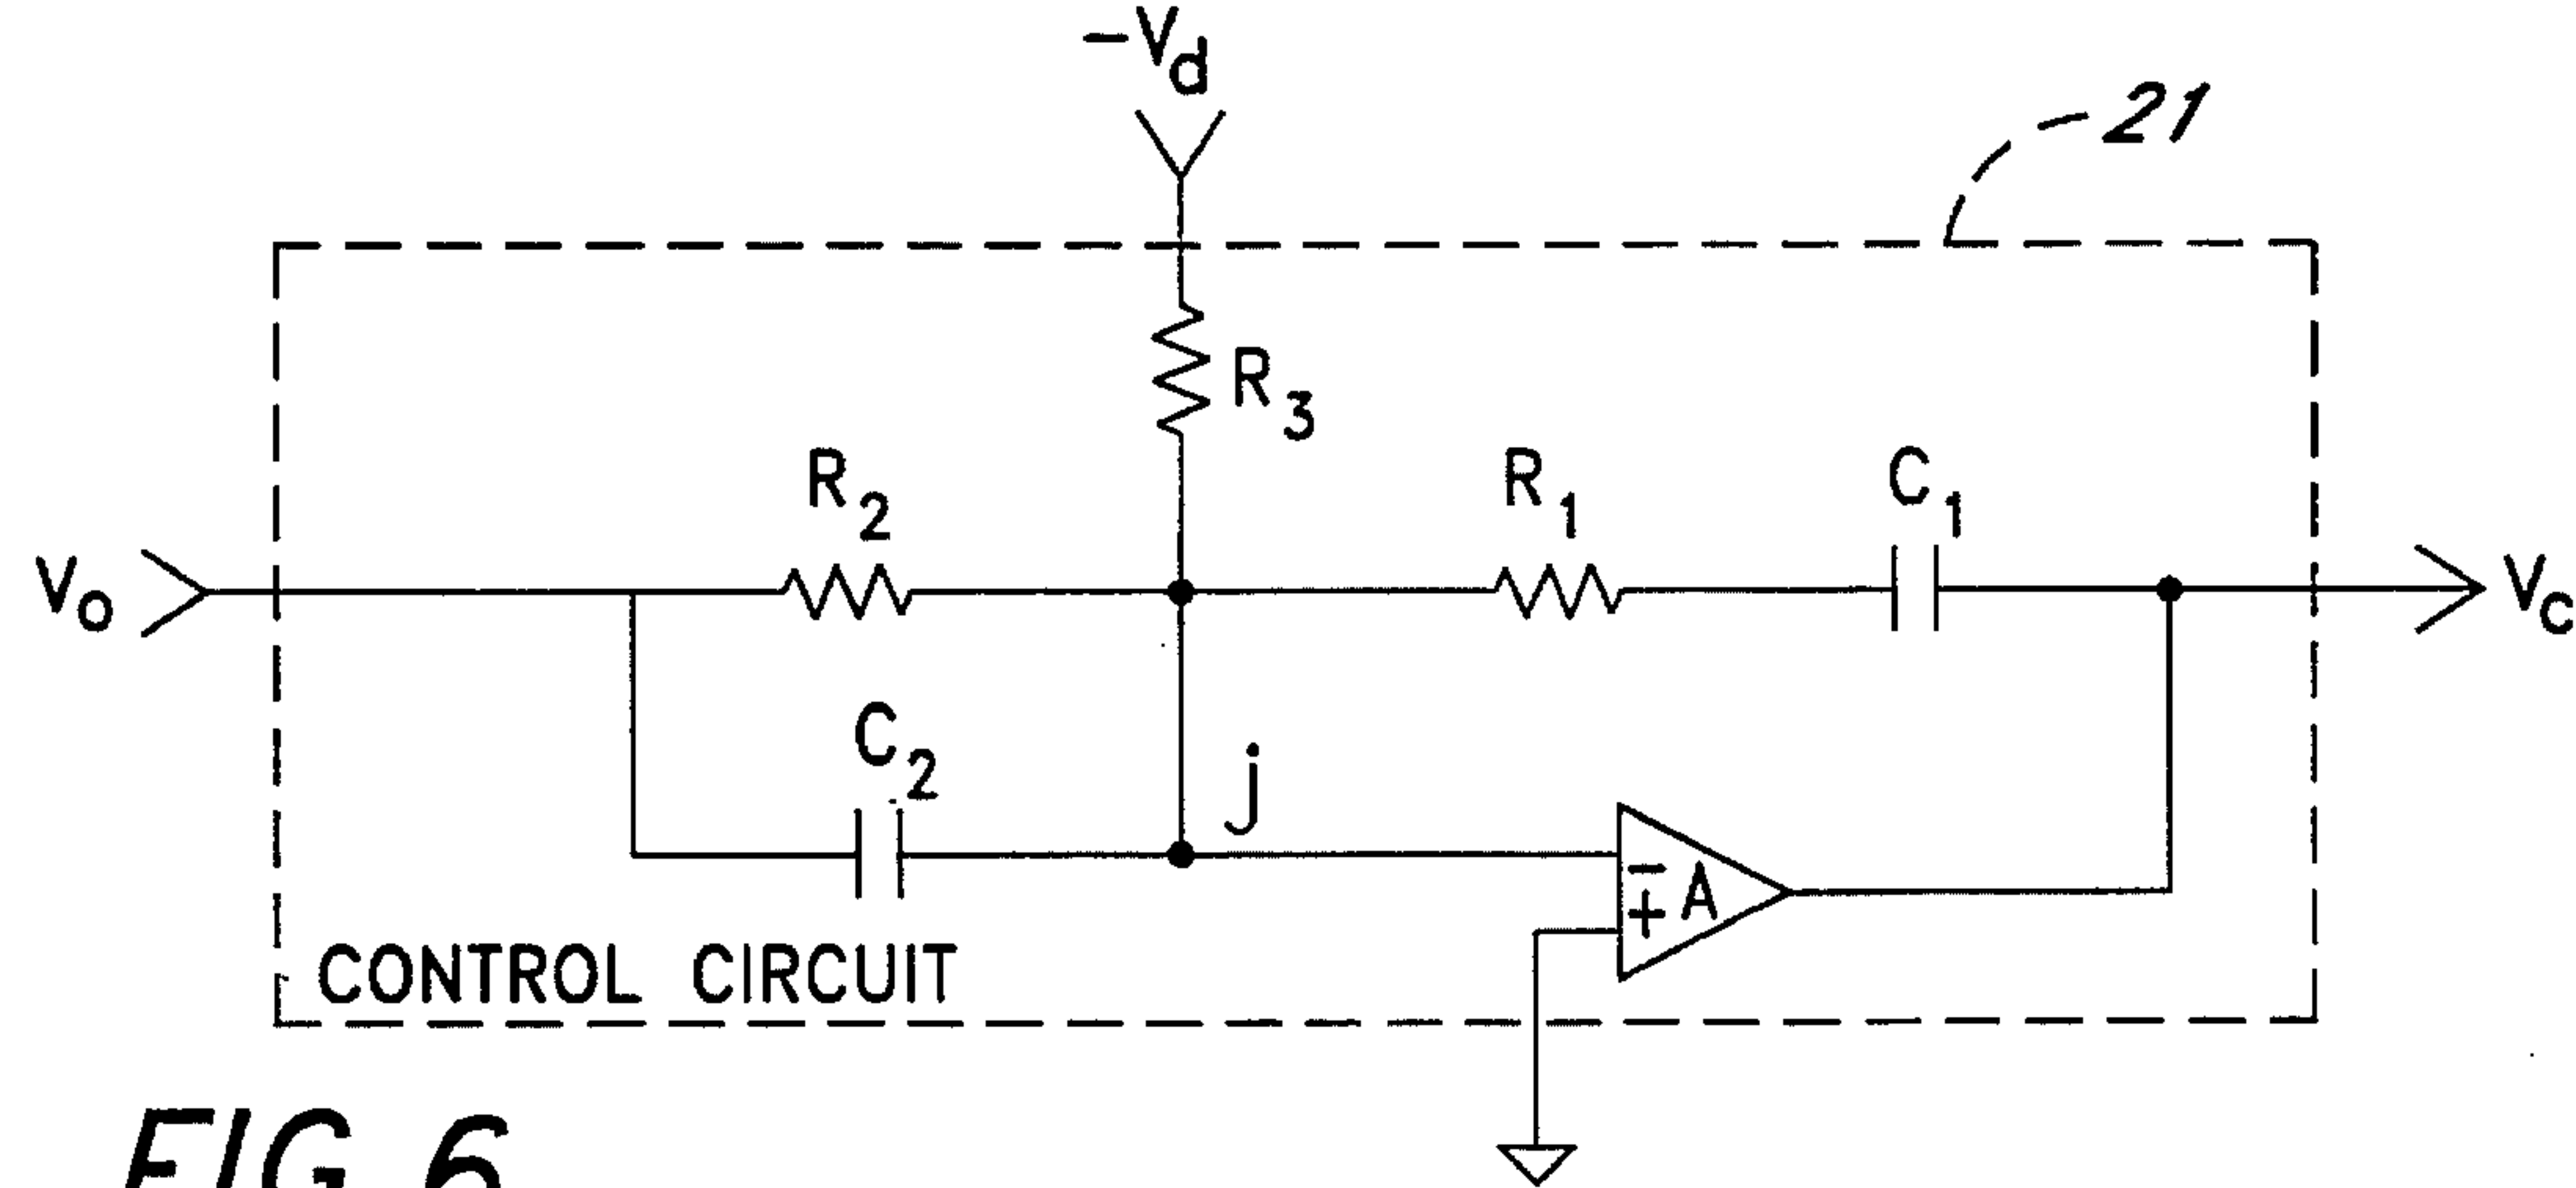 -Vd
21
R3
R2
R1
C1
Vo
Vc
C2
j
- A
+
CONTROL CIRCUIT
FIG 6